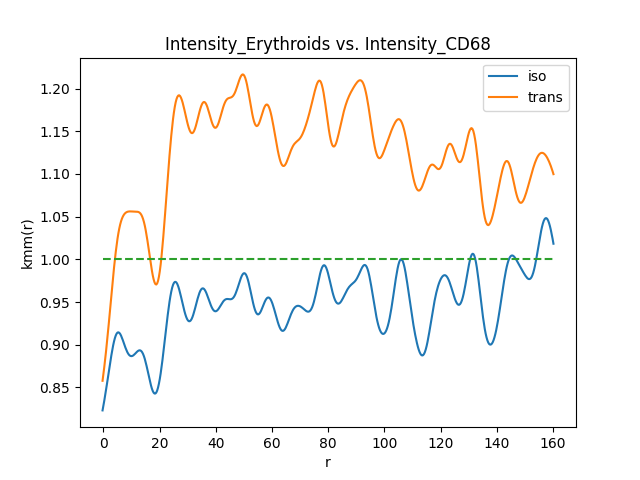 Intensity_Erythroids vs. Intensity_CD68
iso
trans
1.20
1.15
1.10
1.05
1.00
0.95
0.90
0.85
kmm(r)
0 20 40 60 80 100 120 140 160
r